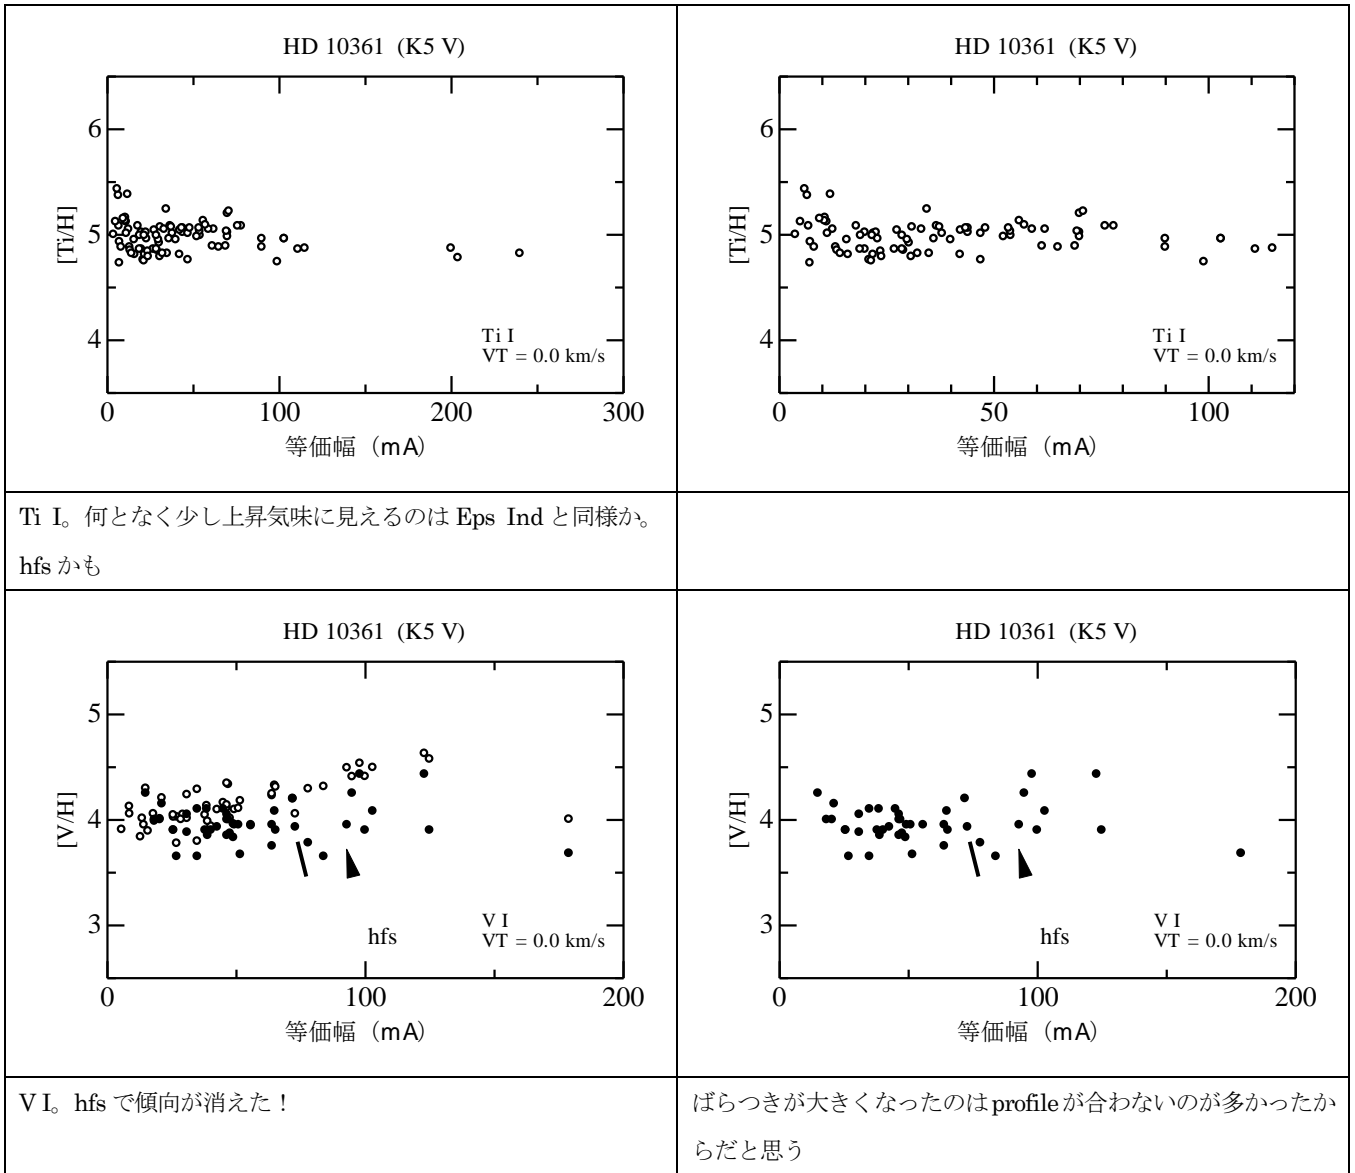 HD 10361 (K5 V)
6
5
4
[Ti/H]
Ti I
VT = 0.0 km/s
0 100 200 300
等価幅（mA）
HD 10361 (K5 V)
6
5
4
[Ti/H]
Ti I
VT = 0.0 km/s
0 50 100
等価幅（mA）
Ti I。何となく少し上昇気味に見えるのは Eps Ind と同様か。
hfs かも
HD 10361 (K5 V)
5
4
3
[V/H]
hfs
V I
VT = 0.0 km/s
0 100 200
等価幅（mA）
HD 10361 (K5 V)
5
4
3
[V/H]
hfs
V I
VT = 0.0 km/s
0 100 200
等価幅（mA）
V I。hfs で傾向が消えた！
ばらつきが大きくなったのは profile が合わないのが多かったか
らだと思う